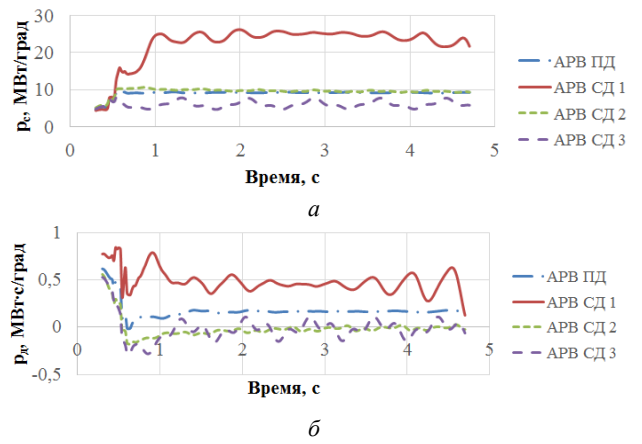 30
20
10
0
0
1
2
3
4
5
pс, МВт/град
Время, с
АРВ ПД
АРВ СД 1
АРВ СД 2
АРВ СД 3
а
1
0,5
0
-0,5
0
1
2
3
4
5
pд, МВт·с/град
Время, с
АРВ ПД
АРВ СД 1
АРВ СД 2
АРВ СД 3
б